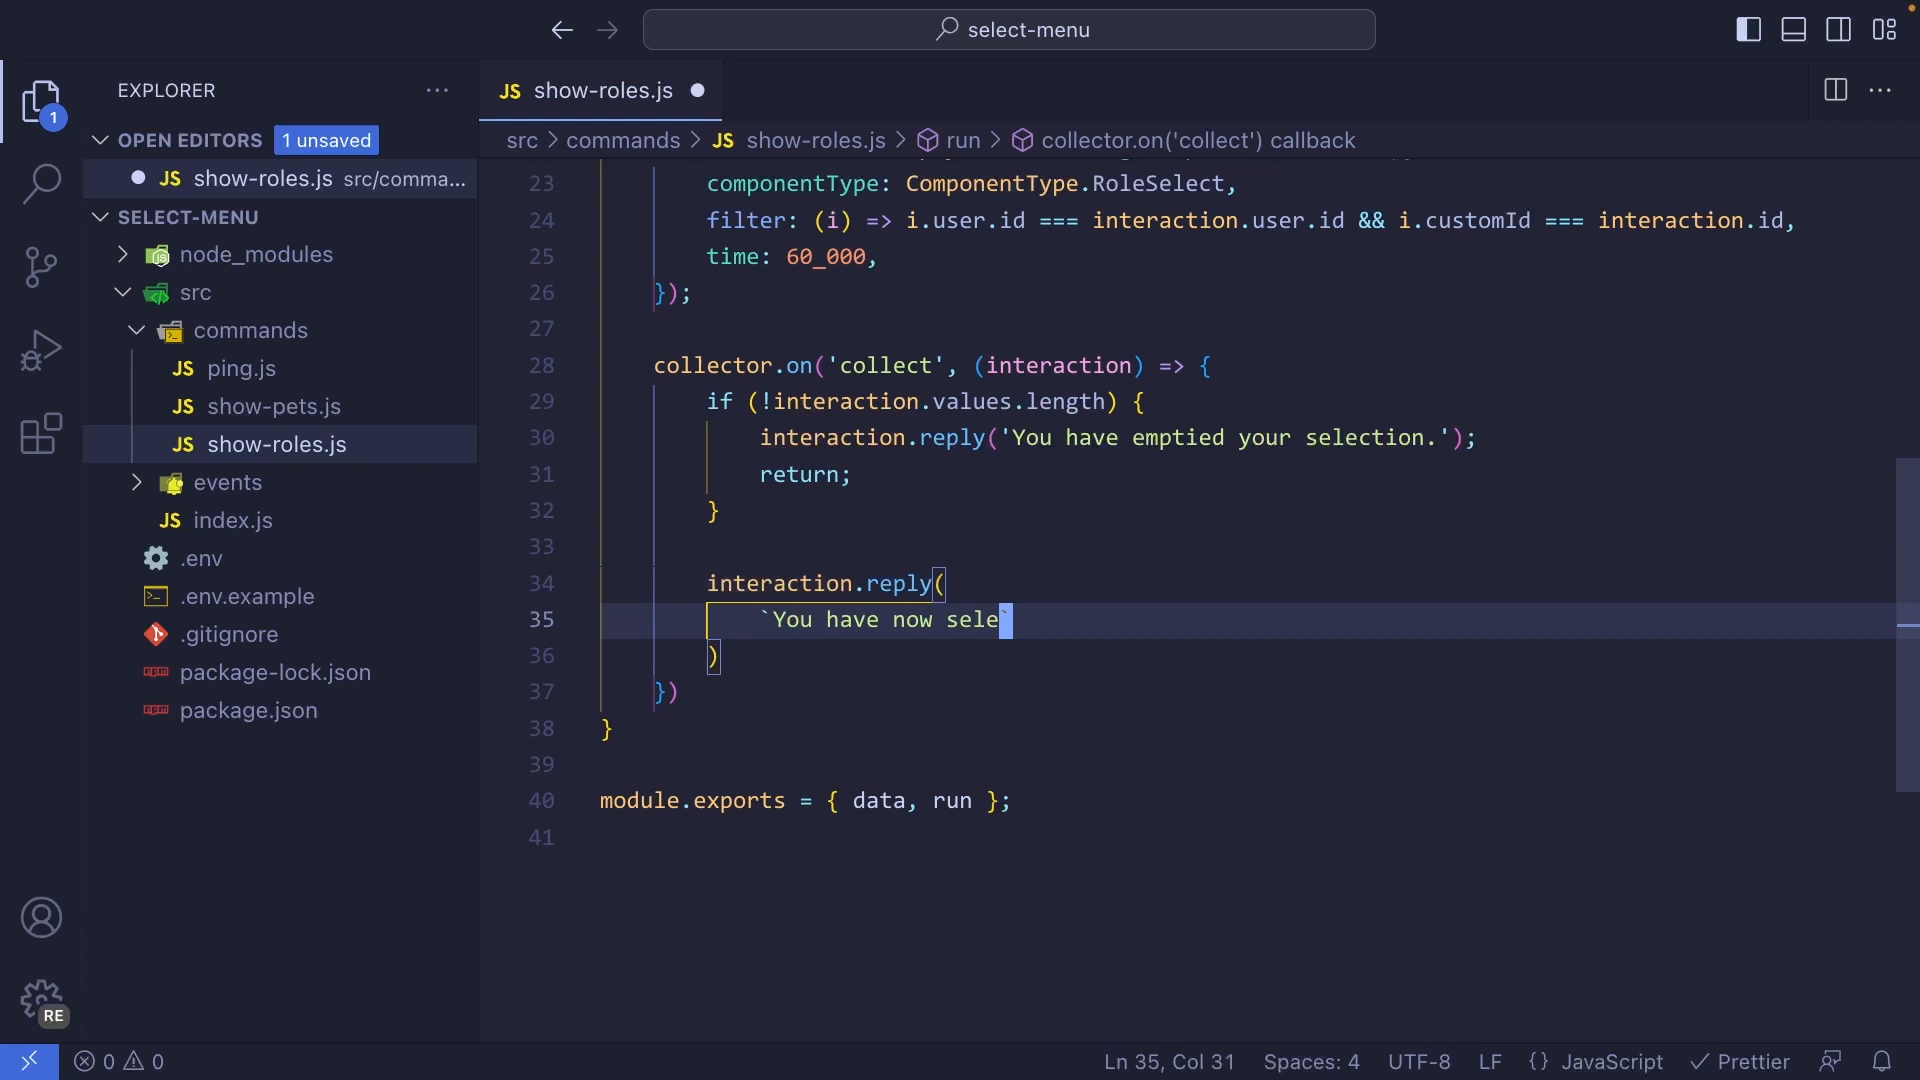 select-menu
EXPLORER
JS show-roles.js
1
OPEN EDITORS 1 unsaved
src commands JS show-roles.js run collector.on('collect') callback
JS show-roles.js src/comma...
SELECT-MENU
node_modules
src
commands
JS ping.js
JS show-pets.js
JS show-roles.js
events
JS index.js
.env
.env.example
.gitignore
package-lock.json
package.json
RE
23 componentType: ComponentType.RoleSelect,
24 filter: (i) => i.user.id === interaction.user.id && i.customId === interaction.id,
25 time: 60_000,
26 });
27
28 collector.on('collect', (interaction) => {
29 if (!interaction.values.length) {
30 interaction.reply('You have emptied your selection.');
31 return;
32 }
33
34 interaction.reply(
35 `You have now sele`
36 )
37 })
38 }
39
40 module.exports = { data, run };
41
0 0 Ln 35, Col 31 Spaces: 4 UTF-8 LF {} JavaScript Prettier